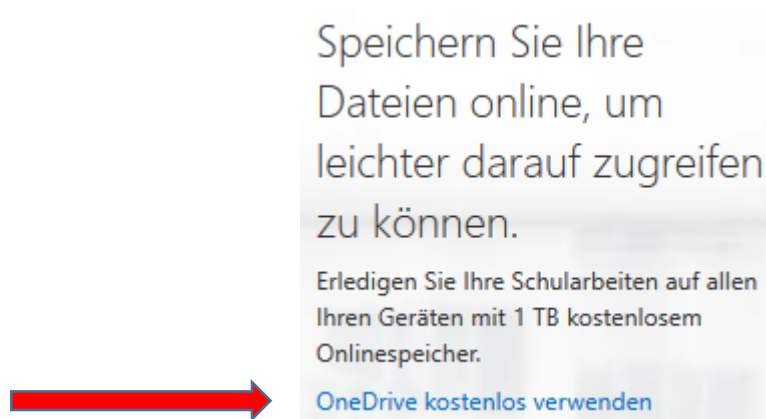 Speichern Sie Ihre
Dateien online, um
leichter darauf zugreifen
zu können.
Erledigen Sie Ihre Schularbeiten auf allen
Ihren Geräten mit 1 TB kostenlosem
Onlinespeicher.
OneDrive kostenlos verwenden